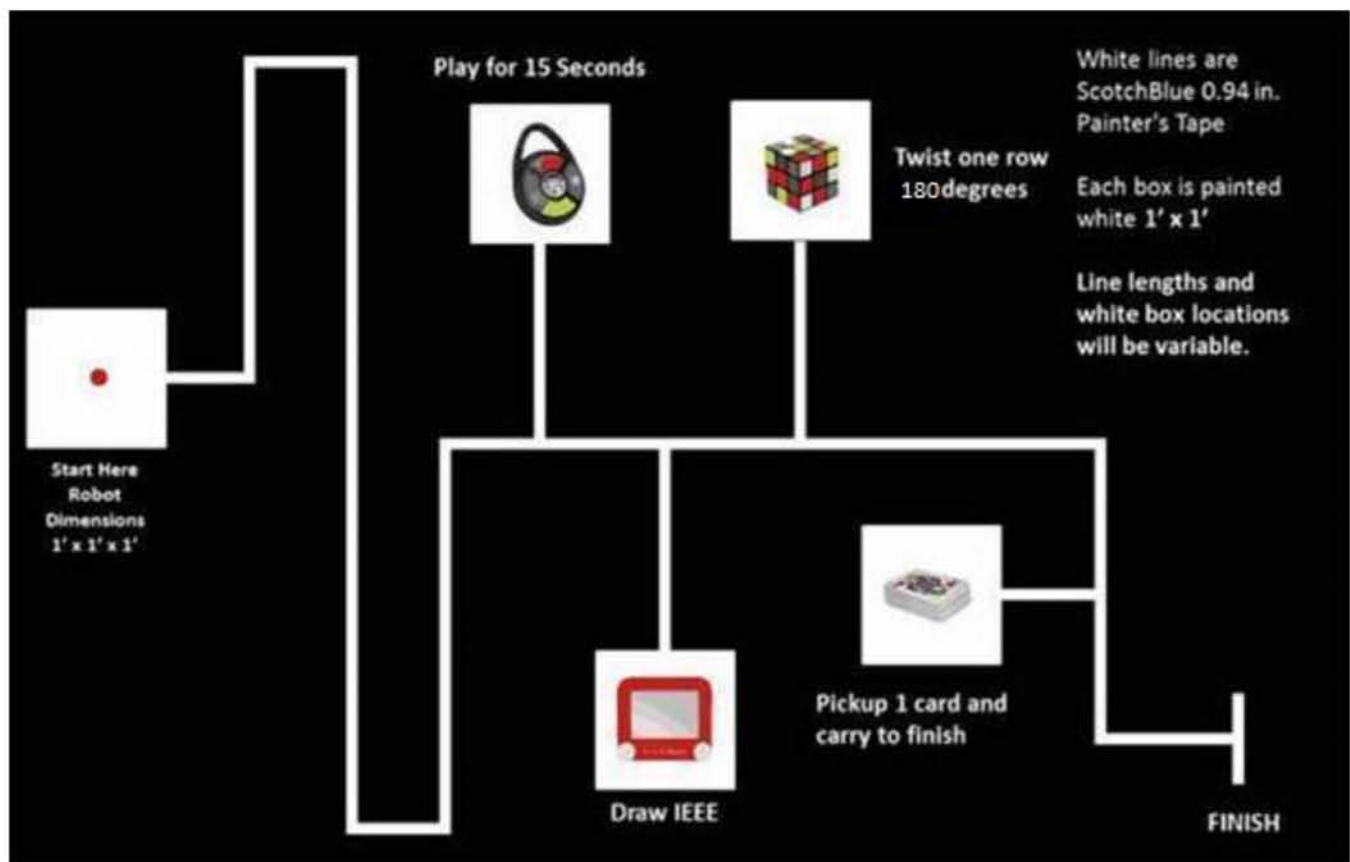 Play for 15 Seconds
White lines are
ScotchBlue 0.94 in.
Painter's Tape
Twist one row
180degrees
Each box is painted
white 1' x 1'
Line lengths and
white box locations
will be variable.
Start Here
Robot
Dimensions
1' x 1' x 1'
Pickup 1 card and
carry to finish
Draw IEEE
FINISH